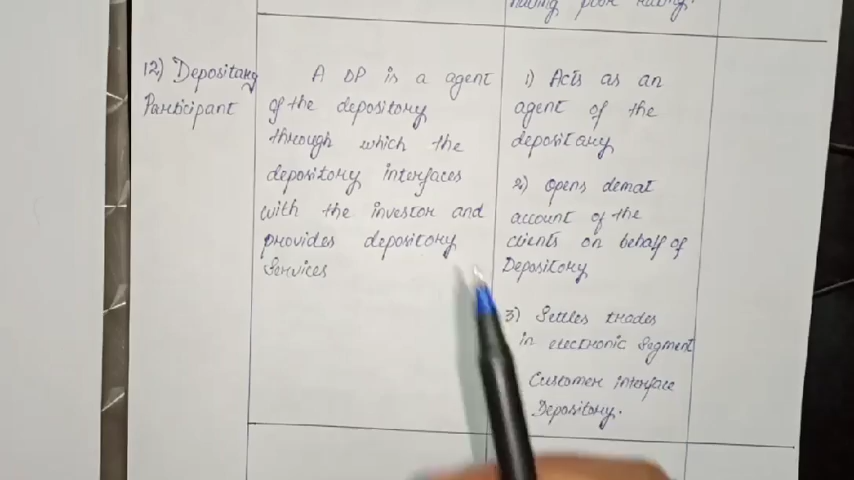 12) Depositary
Participant
A DP is a agent
of the depository
through which the
depository interfaces
with the investor and
provides depository
Services
1) Acts as an
agent of the
depositary
2) Opens demat
account of the
clients on behalf of
Depository
3) Settles trades
in electronic segment
Customer interface
Depository.